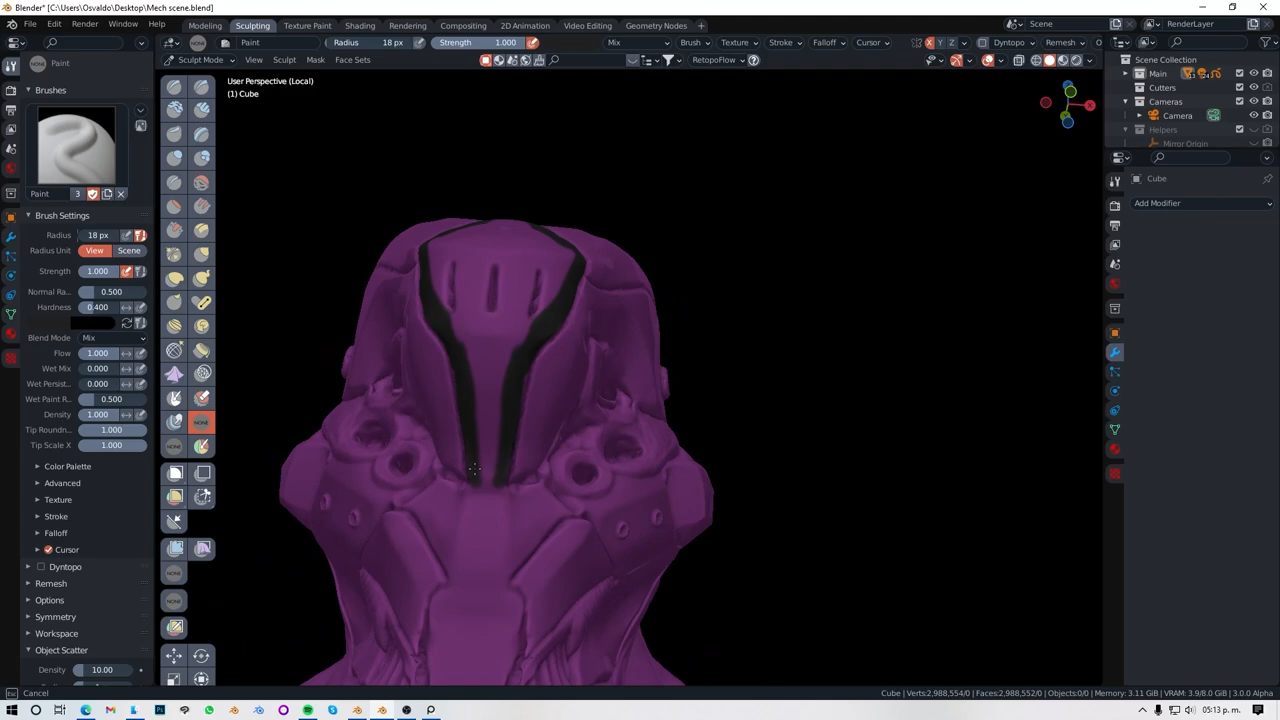 Blender* [C:\Users\Osvaldo\Desktop\Mech scene.blend]
File Edit Render Window Help
Modeling Sculpting Texture Paint Shading Rendering Compositing 2D Animation Video Editing Geometry Nodes +
Scene RenderLayer
NONE Paint Radius 18 px Strength 1.000 Mix Brush Texture Stroke Falloff Cursor X Y Z Dyntopo Remesh O
Sculpt Mode View Sculpt Mask Face Sets RetopoFlow
Paint
Brushes
Paint 3
Brush Settings
Radius 18 px
Radius Unit View Scene
Strength 1.000
Normal Ra... 0.500
Hardness 0.400
Blend Mode Mix
Flow 1.000
Wet Mix 0.000
Wet Persist... 0.000
Wet Paint R... 0.500
Density 1.000
Tip Roundn... 1.000
Tip Scale X 1.000
Color Palette
Advanced
Texture
Stroke
Falloff
Cursor
Dyntopo
Remesh
Options
Symmetry
Workspace
Object Scatter
Density 10.00
NONE
NONE
NONE
NONE
User Perspective (Local)
(1) Cube
Scene Collection
Main
Cutters
Cameras
Camera
Helpers
Mirror Origin
Cube
Add Modifier
Cancel
Cube | Verts:2,988,554/0 | Faces:2,988,552/0 | Objects:0/0 | Memory: 3.11 GiB | VRAM: 3.9/8.0 GiB | 3.0.0 Alpha
05:13 p. m.